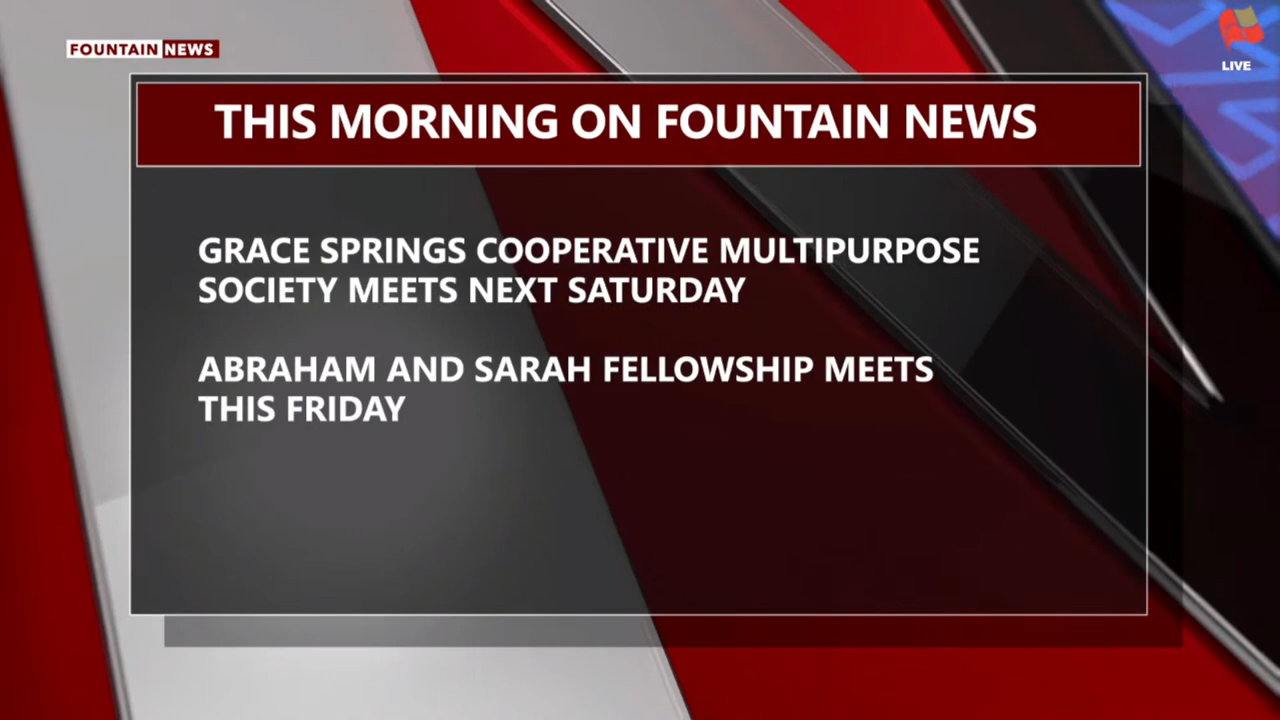 FOUNTAIN NEWS
LIVE
THIS MORNING ON FOUNTAIN NEWS
GRACE SPRINGS COOPERATIVE MULTIPURPOSE
SOCIETY MEETS NEXT SATURDAY
ABRAHAM AND SARAH FELLOWSHIP MEETS
THIS FRIDAY